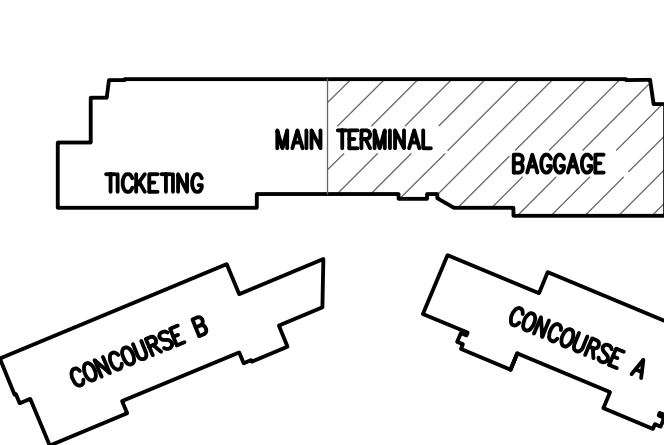 MAIN TERMINAL
BAGGAGE
TICKETING
CONCOURSE B
CONCOURSE A